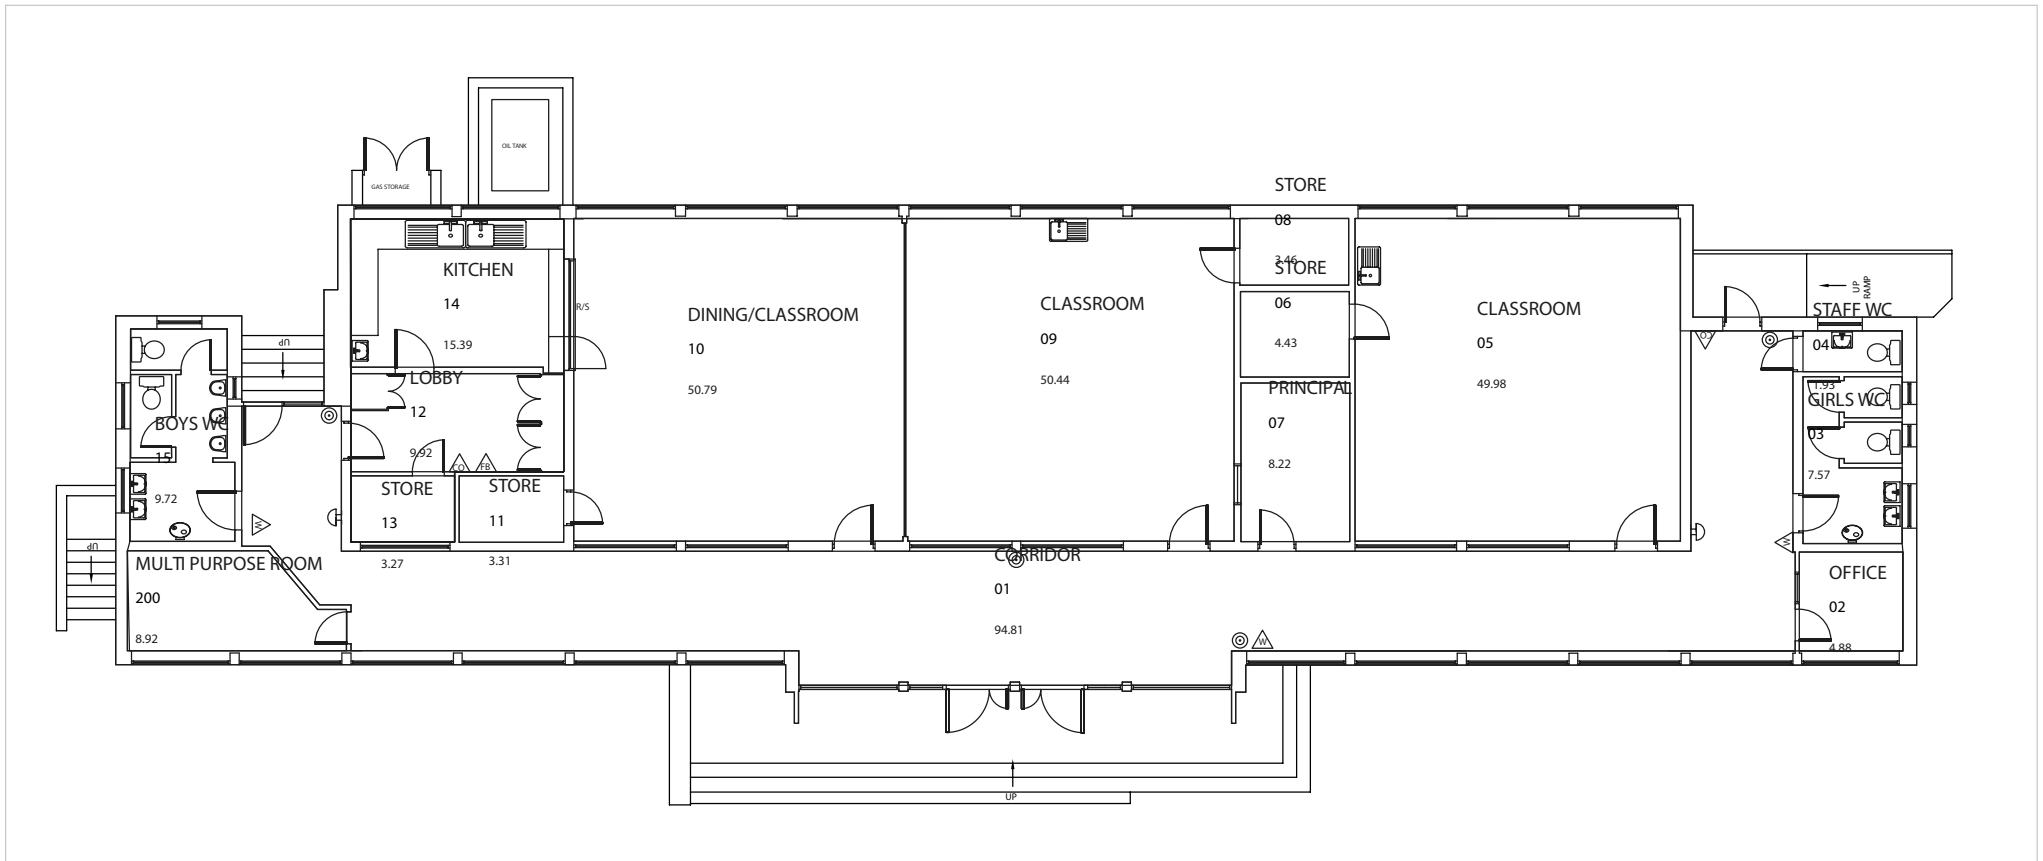 OIL TANK
GAS STORAGE
STORE
08
3.46
KITCHEN
14
15.39
R/S
DINING/CLASSROOM
10
50.79
CLASSROOM
09
50.44
STORE
06
4.43
CLASSROOM
05
49.98
UP
RAMP
STAFF WC
04
1.93
CO
UP
LOBBY
12
9.92
CO
FB
PRINCIPAL
07
8.22
GIRLS WC
03
7.57
BOYS WC
15
9.72
W
STORE
13
3.27
STORE
11
3.31
W
UP
MULTI PURPOSE ROOM
200
8.92
CORRIDOR
01
94.81
W
OFFICE
02
4.88
UP